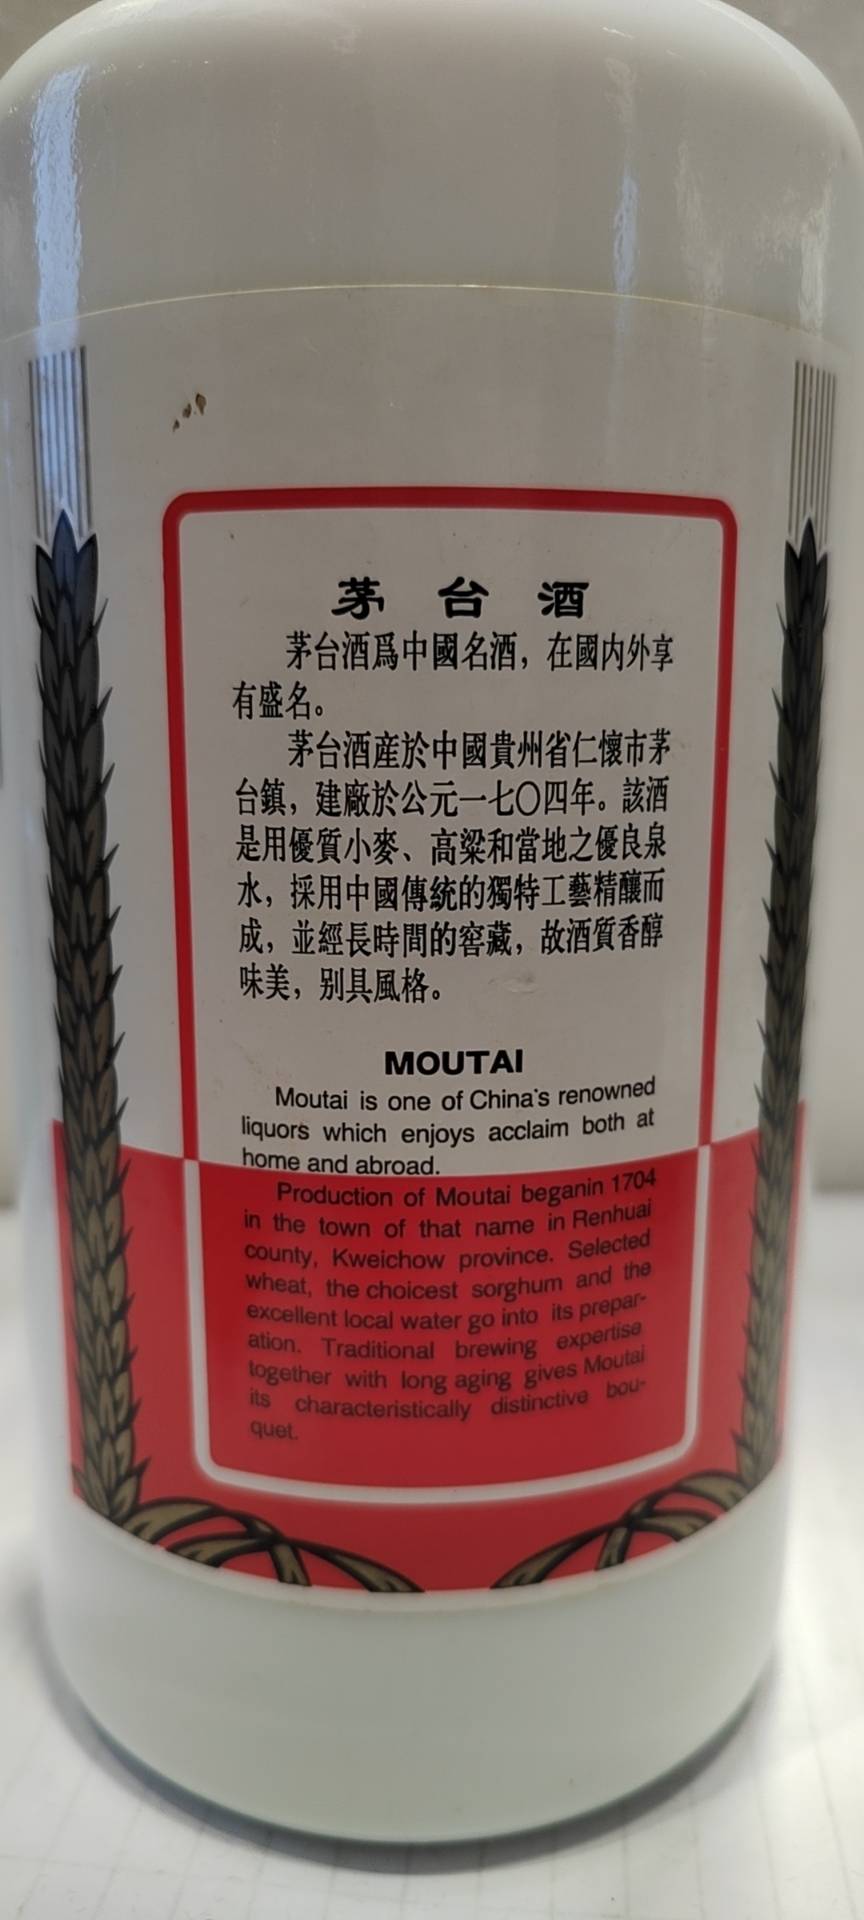 茅台酒
茅台酒爲中國名酒，在國内外享
有盛名。
茅台酒産於中國貴州省仁懷市茅
台鎮，建廠於公元一七〇四年。該酒
是用優質小麥、高粱和當地之優良泉
水，採用中國傳統的獨特工藝精釀而
成，並經長時間的窖藏，故酒質香醇
味美，别具風格。
MOUTAI
Moutai is one of China's renowned
liquors which enjoys acclaim both at
home and abroad.
Production of Moutai beganin 1704
in the town of that name in Renhuai
county, Kweichow province. Selected
wheat, the choicest sorghum and the
excellent local water go into its prepar-
ation. Traditional brewing expertise
together with long aging gives Moutai
its characteristically distinctive bou-
quet.